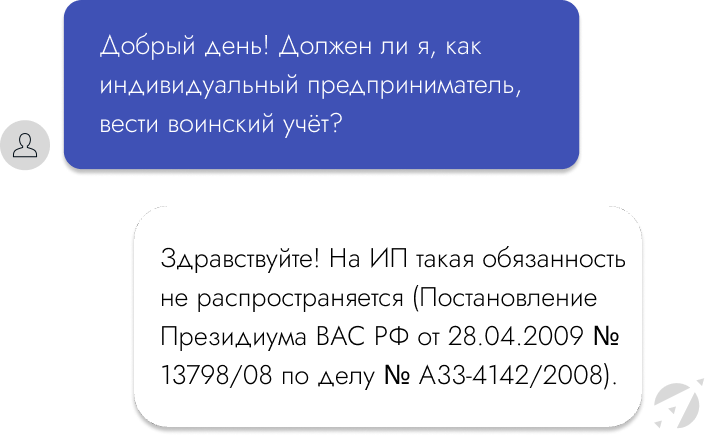 Добрый день! Должен ли я, как
индивидуальный предприниматель,
вести воинский учёт?
Здравствуйте! На ИП такая обязанность
не распространяется (Постановление
Президиума ВАС РФ от 28.04.2009 №
13798/08 по делу № А33-4142/2008).